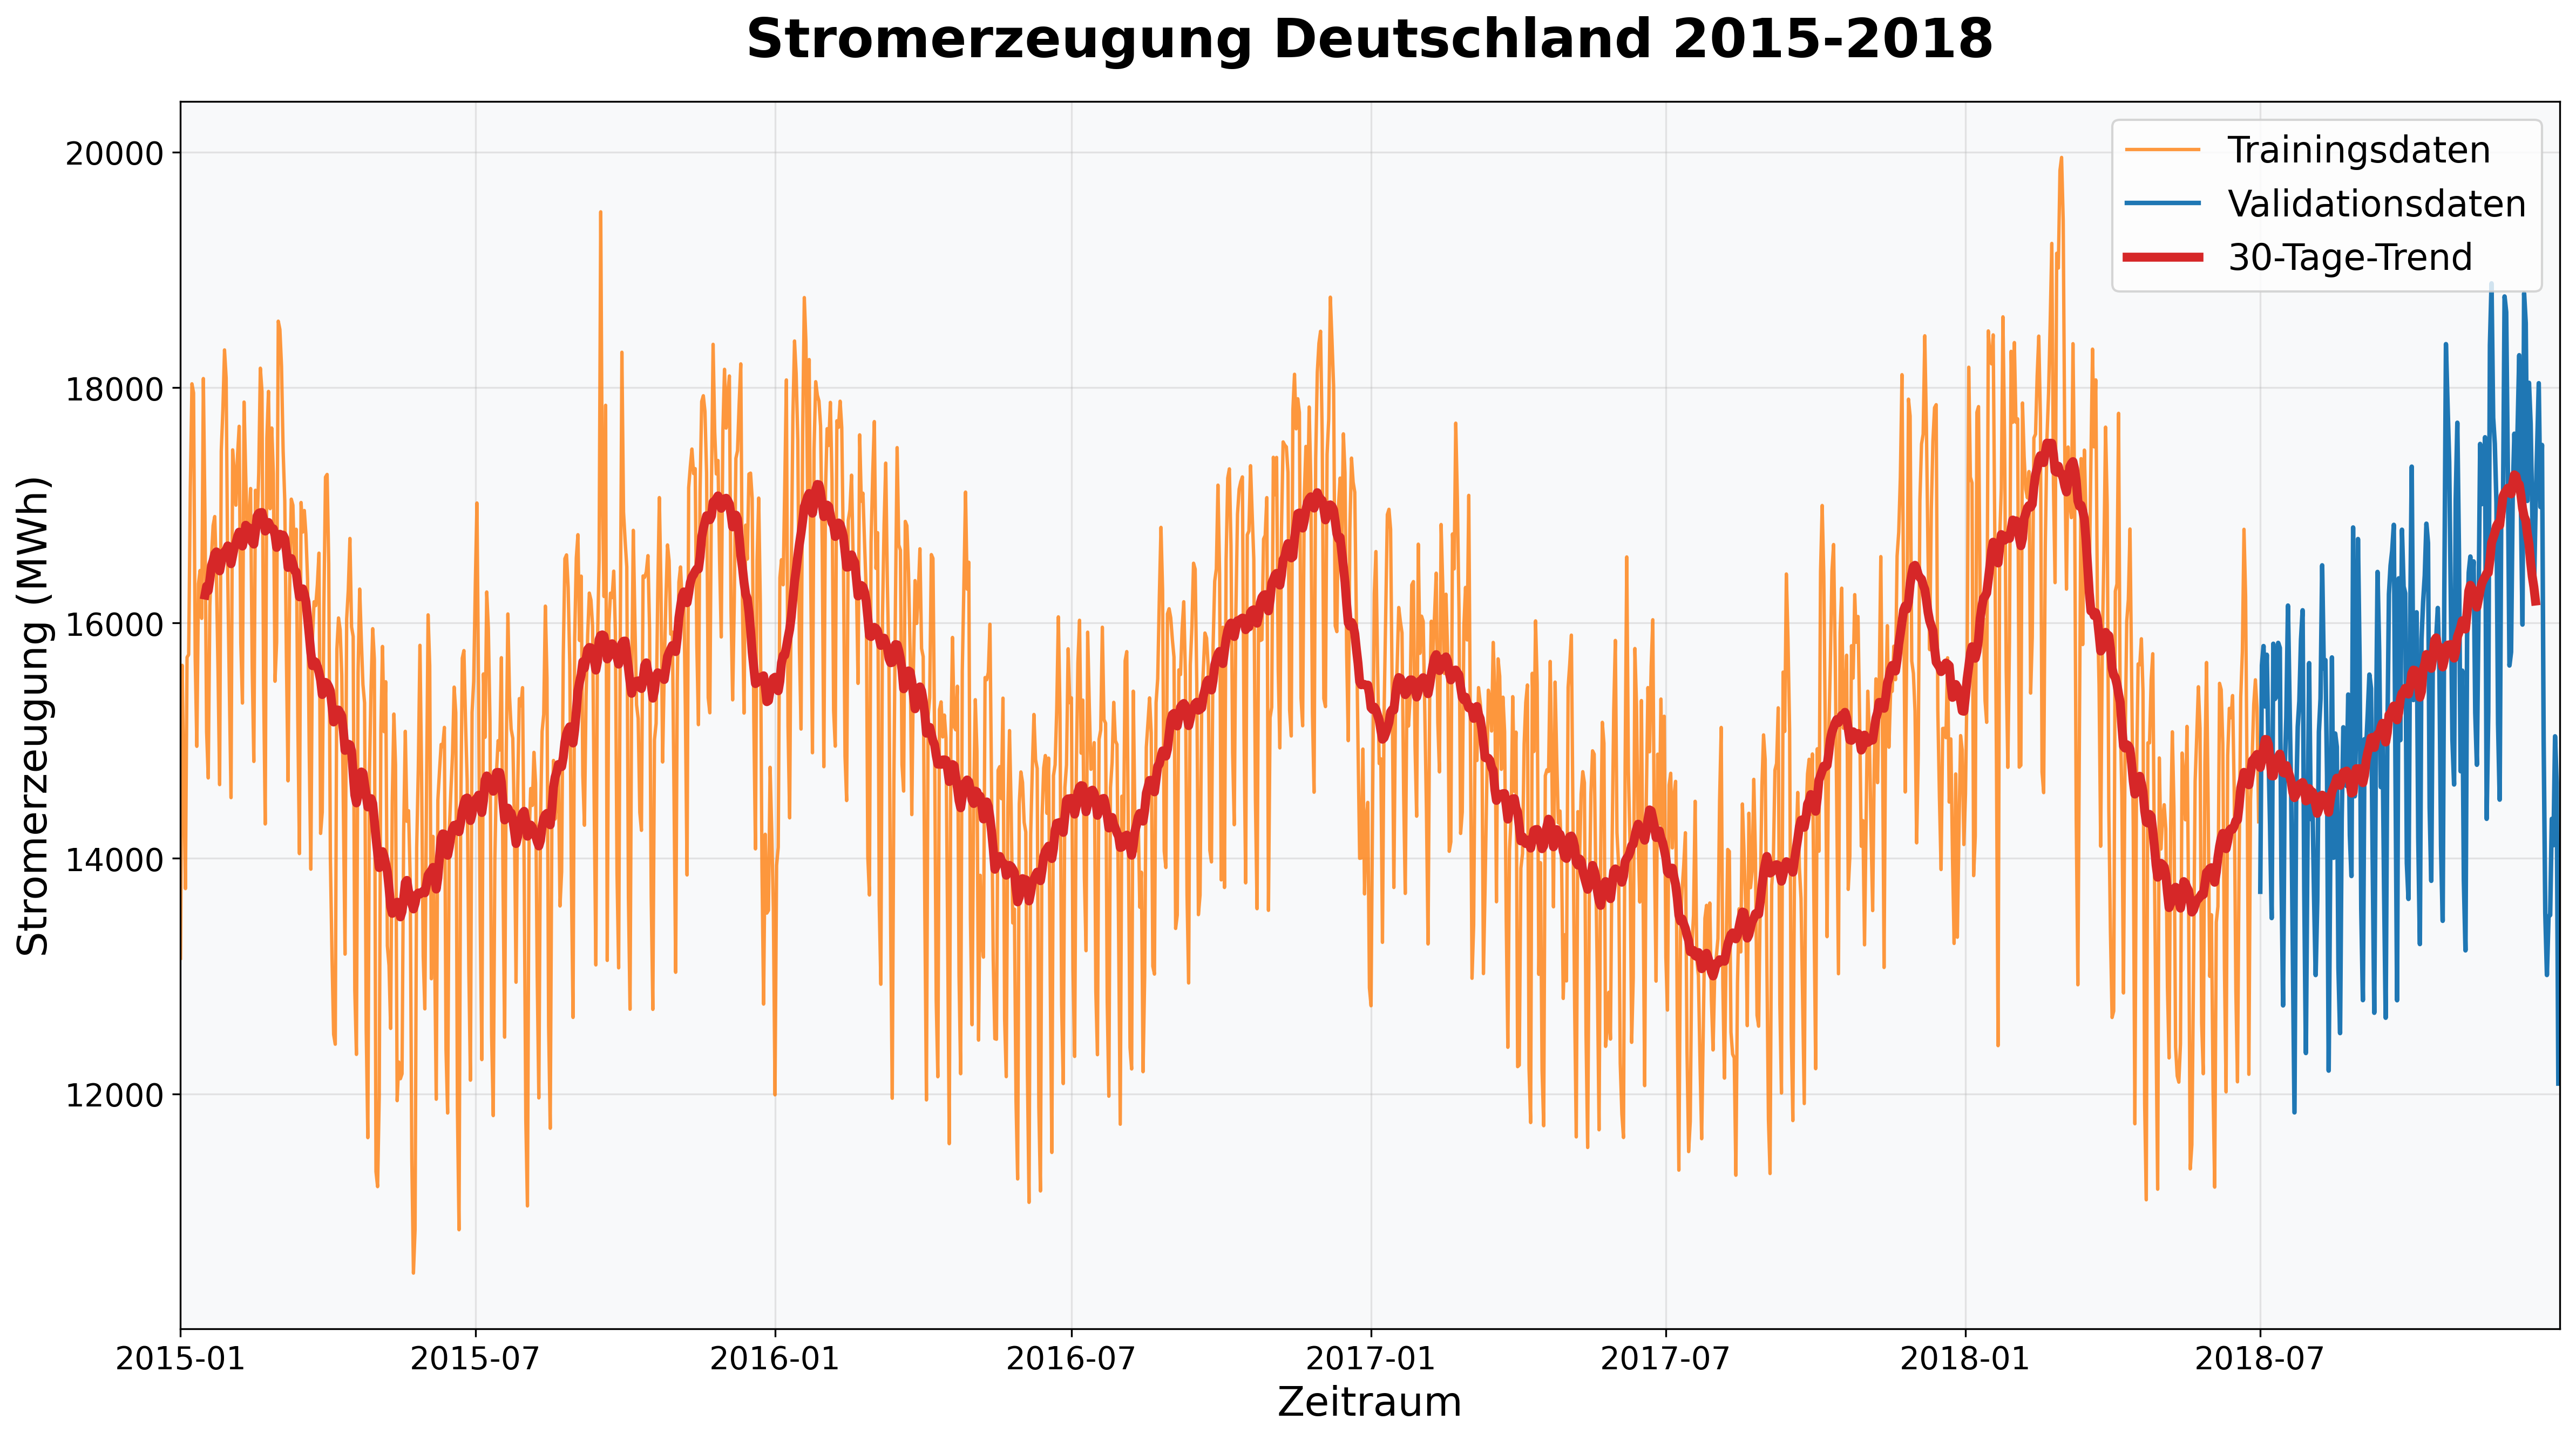 Stromerzeugung Deutschland 2015-2018
Stromerzeugung (MWh)
20000
18000
16000
14000
12000
Trainingsdaten
Validationsdaten
30-Tage-Trend
2015-01 2015-07 2016-01 2016-07 2017-01 2017-07 2018-01 2018-07
Zeitraum